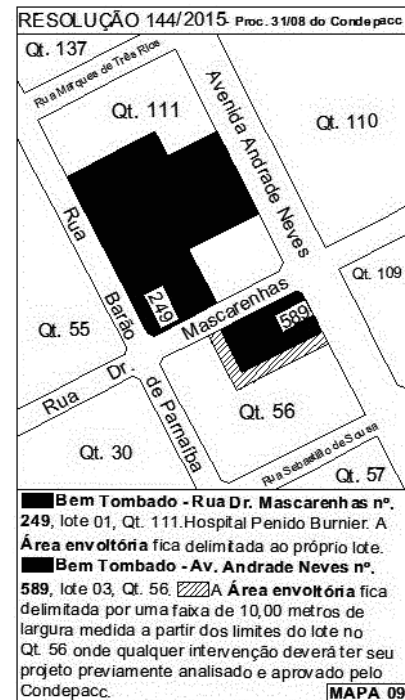 RESOLUÇÃO 144/2015- Proc. 31/08 do Condepacc
Qt. 137
Rua Marques de Três Rios
Qt. 111
Avenida Andrade Neves
Qt. 110
Rua
Barão
de Parnaíba
249
Rua Dr. Mascarenhas
589
Qt. 109
Qt. 55
Qt. 56
Qt. 30
Rua Sebastião de Sousa
Qt. 57
Bem Tombado - Rua Dr. Mascarenhas nº.
249, lote 01, Qt. 111.Hospital Penido Burnier. A
Área envoltória fica delimitada ao próprio lote.
Bem Tombado - Av. Andrade Neves nº.
589, lote 03, Qt. 56. A Área envoltória fica
delimitada por uma faixa de 10,00 metros de
largura medida a partir dos limites do lote no
Qt. 56 onde qualquer intervenção deverá ter seu
projeto previamente analisado e aprovado pelo
Condepacc.
MAPA 09